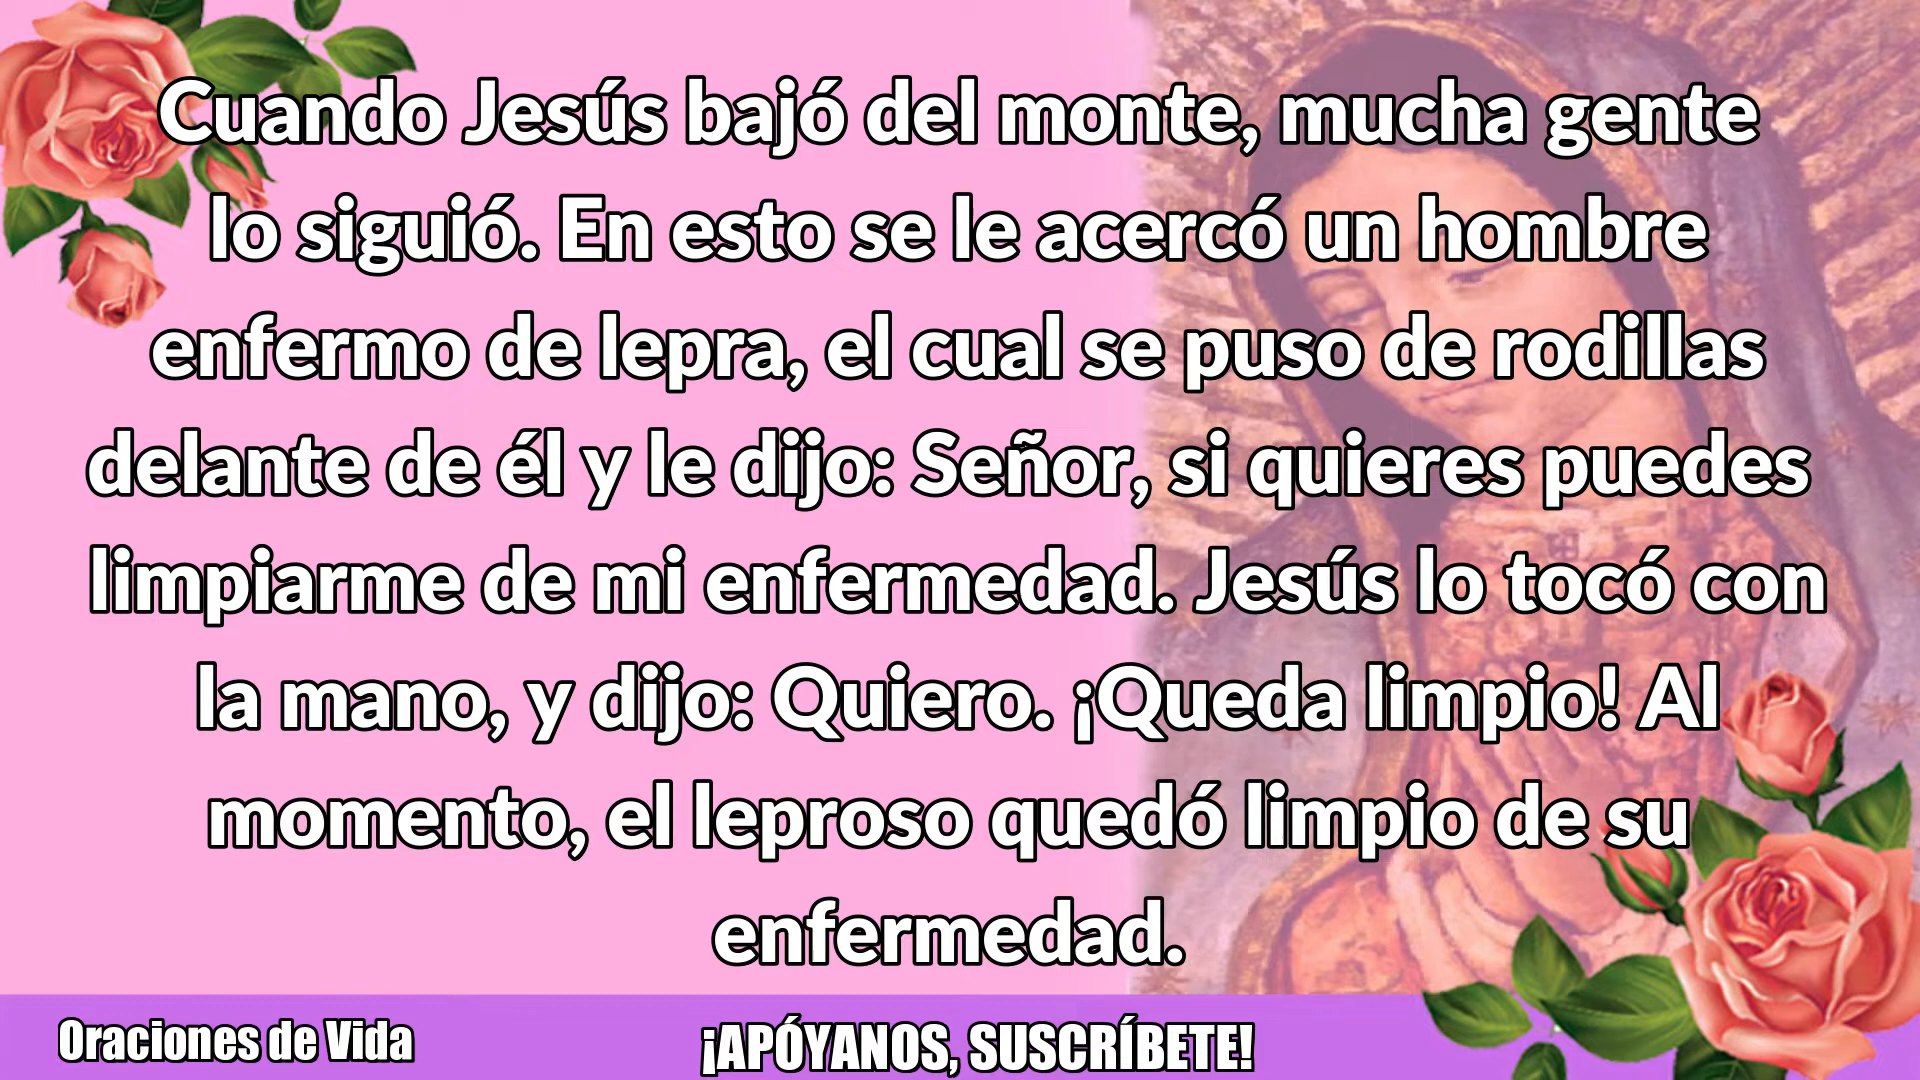 Cuando Jesús bajó del monte, mucha gente
lo siguió. En esto se le acercó un hombre
enfermo de lepra, el cual se puso de rodillas
delante de él y le dijo: Señor, si quieres puedes
limpiarme de mi enfermedad. Jesús lo tocó con
la mano, y dijo: Quiero. ¡Queda limpio! Al
momento, el leproso quedó limpio de su
enfermedad.
Oraciones de Vida
¡APÓYANOS, SUSCRÍBETE!